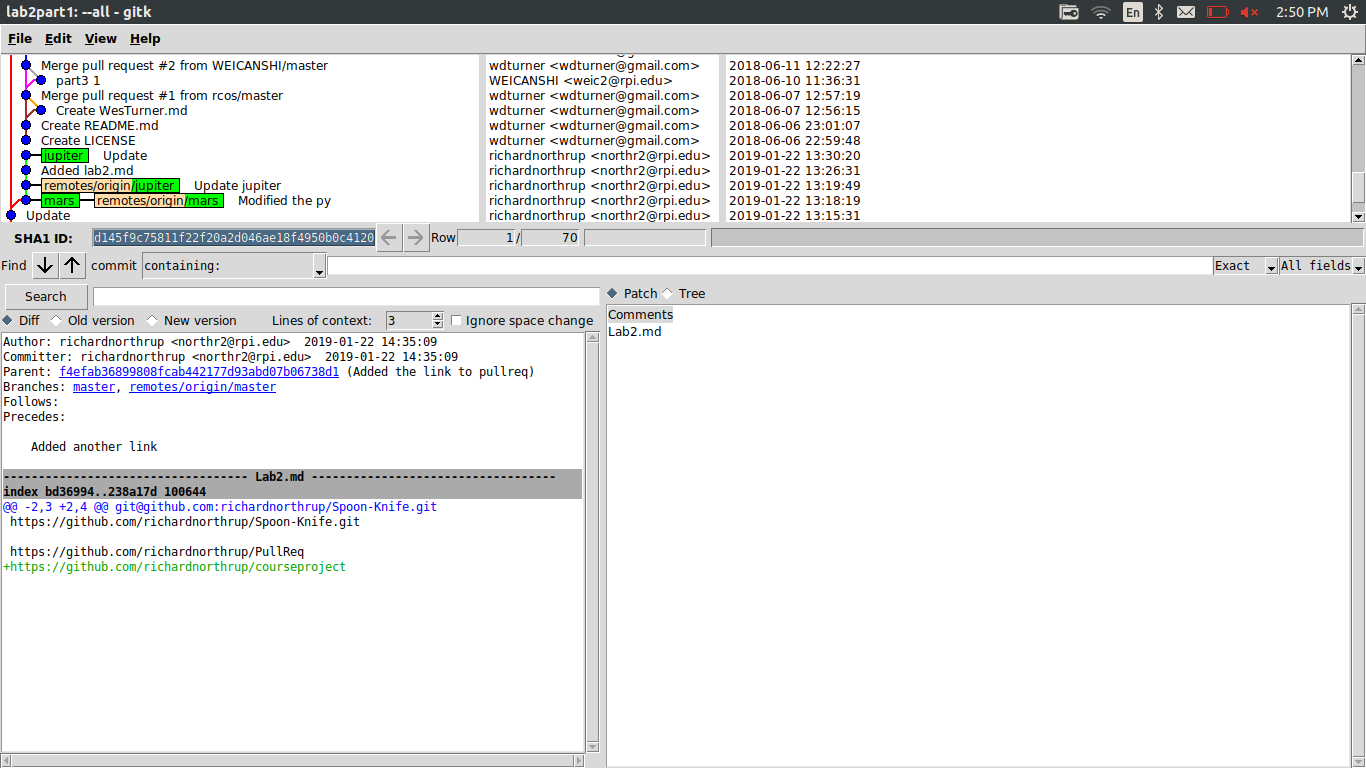 lab2part1: --all - gitk
En
2:50 PM
File Edit View Help
Merge pull request #2 from WEICANSHI/master wdturner <wdturner@gmail.com> 2018-06-11 12:22:27
part3 1 WEICANSHI <weic2@rpi.edu> 2018-06-10 11:36:31
Merge pull request #1 from rcos/master wdturner <wdturner@gmail.com> 2018-06-07 12:57:19
Create WesTurner.md wdturner <wdturner@gmail.com> 2018-06-07 12:56:15
Create README.md wdturner <wdturner@gmail.com> 2018-06-06 23:01:07
Create LICENSE wdturner <wdturner@gmail.com> 2018-06-06 22:59:48
jupiter Update richardnorthrup <northr2@rpi.edu> 2019-01-22 13:30:20
Added lab2.md richardnorthrup <northr2@rpi.edu> 2019-01-22 13:26:31
remotes/origin/jupiter Update jupiter richardnorthrup <northr2@rpi.edu> 2019-01-22 13:19:49
mars remotes/origin/mars Modified the py richardnorthrup <northr2@rpi.edu> 2019-01-22 13:18:19
Update richardnorthrup <northr2@rpi.edu> 2019-01-22 13:15:31
SHA1 ID: d145f9c75811f22f20a2d046ae18f4950b0c4120 Row 1 / 70
Find commit containing: Exact All fields
Search
Patch Tree
Diff Old version New version Lines of context: 3 Ignore space change
Comments
Lab2.md
Author: richardnorthrup <northr2@rpi.edu> 2019-01-22 14:35:09
Committer: richardnorthrup <northr2@rpi.edu> 2019-01-22 14:35:09
Parent: f4efab36899808fcab442177d93abd07b06738d1 (Added the link to pullreq)
Branches: master, remotes/origin/master
Follows:
Precedes:
Added another link
----------------------------------- Lab2.md -----------------------------------
index bd36994..238a17d 100644
@@ -2,3 +2,4 @@ git@github.com:richardnorthrup/Spoon-Knife.git
https://github.com/richardnorthrup/Spoon-Knife.git
https://github.com/richardnorthrup/PullReq
+https://github.com/richardnorthrup/courseproject